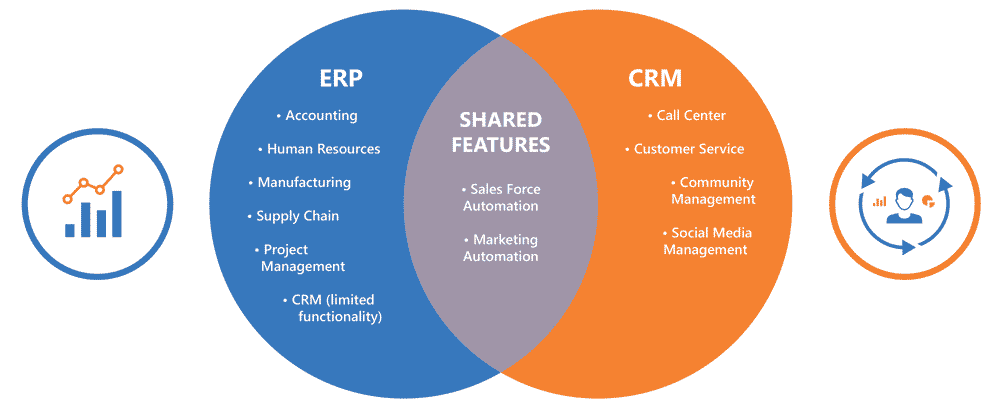 ERP
• Accounting
• Human Resources
• Manufacturing
• Supply Chain
• Project
Management
• CRM (limited
functionality)
SHARED
FEATURES
• Sales Force
Automation
• Marketing
Automation
CRM
• Call Center
• Customer Service
• Community
Management
• Social Media
Management